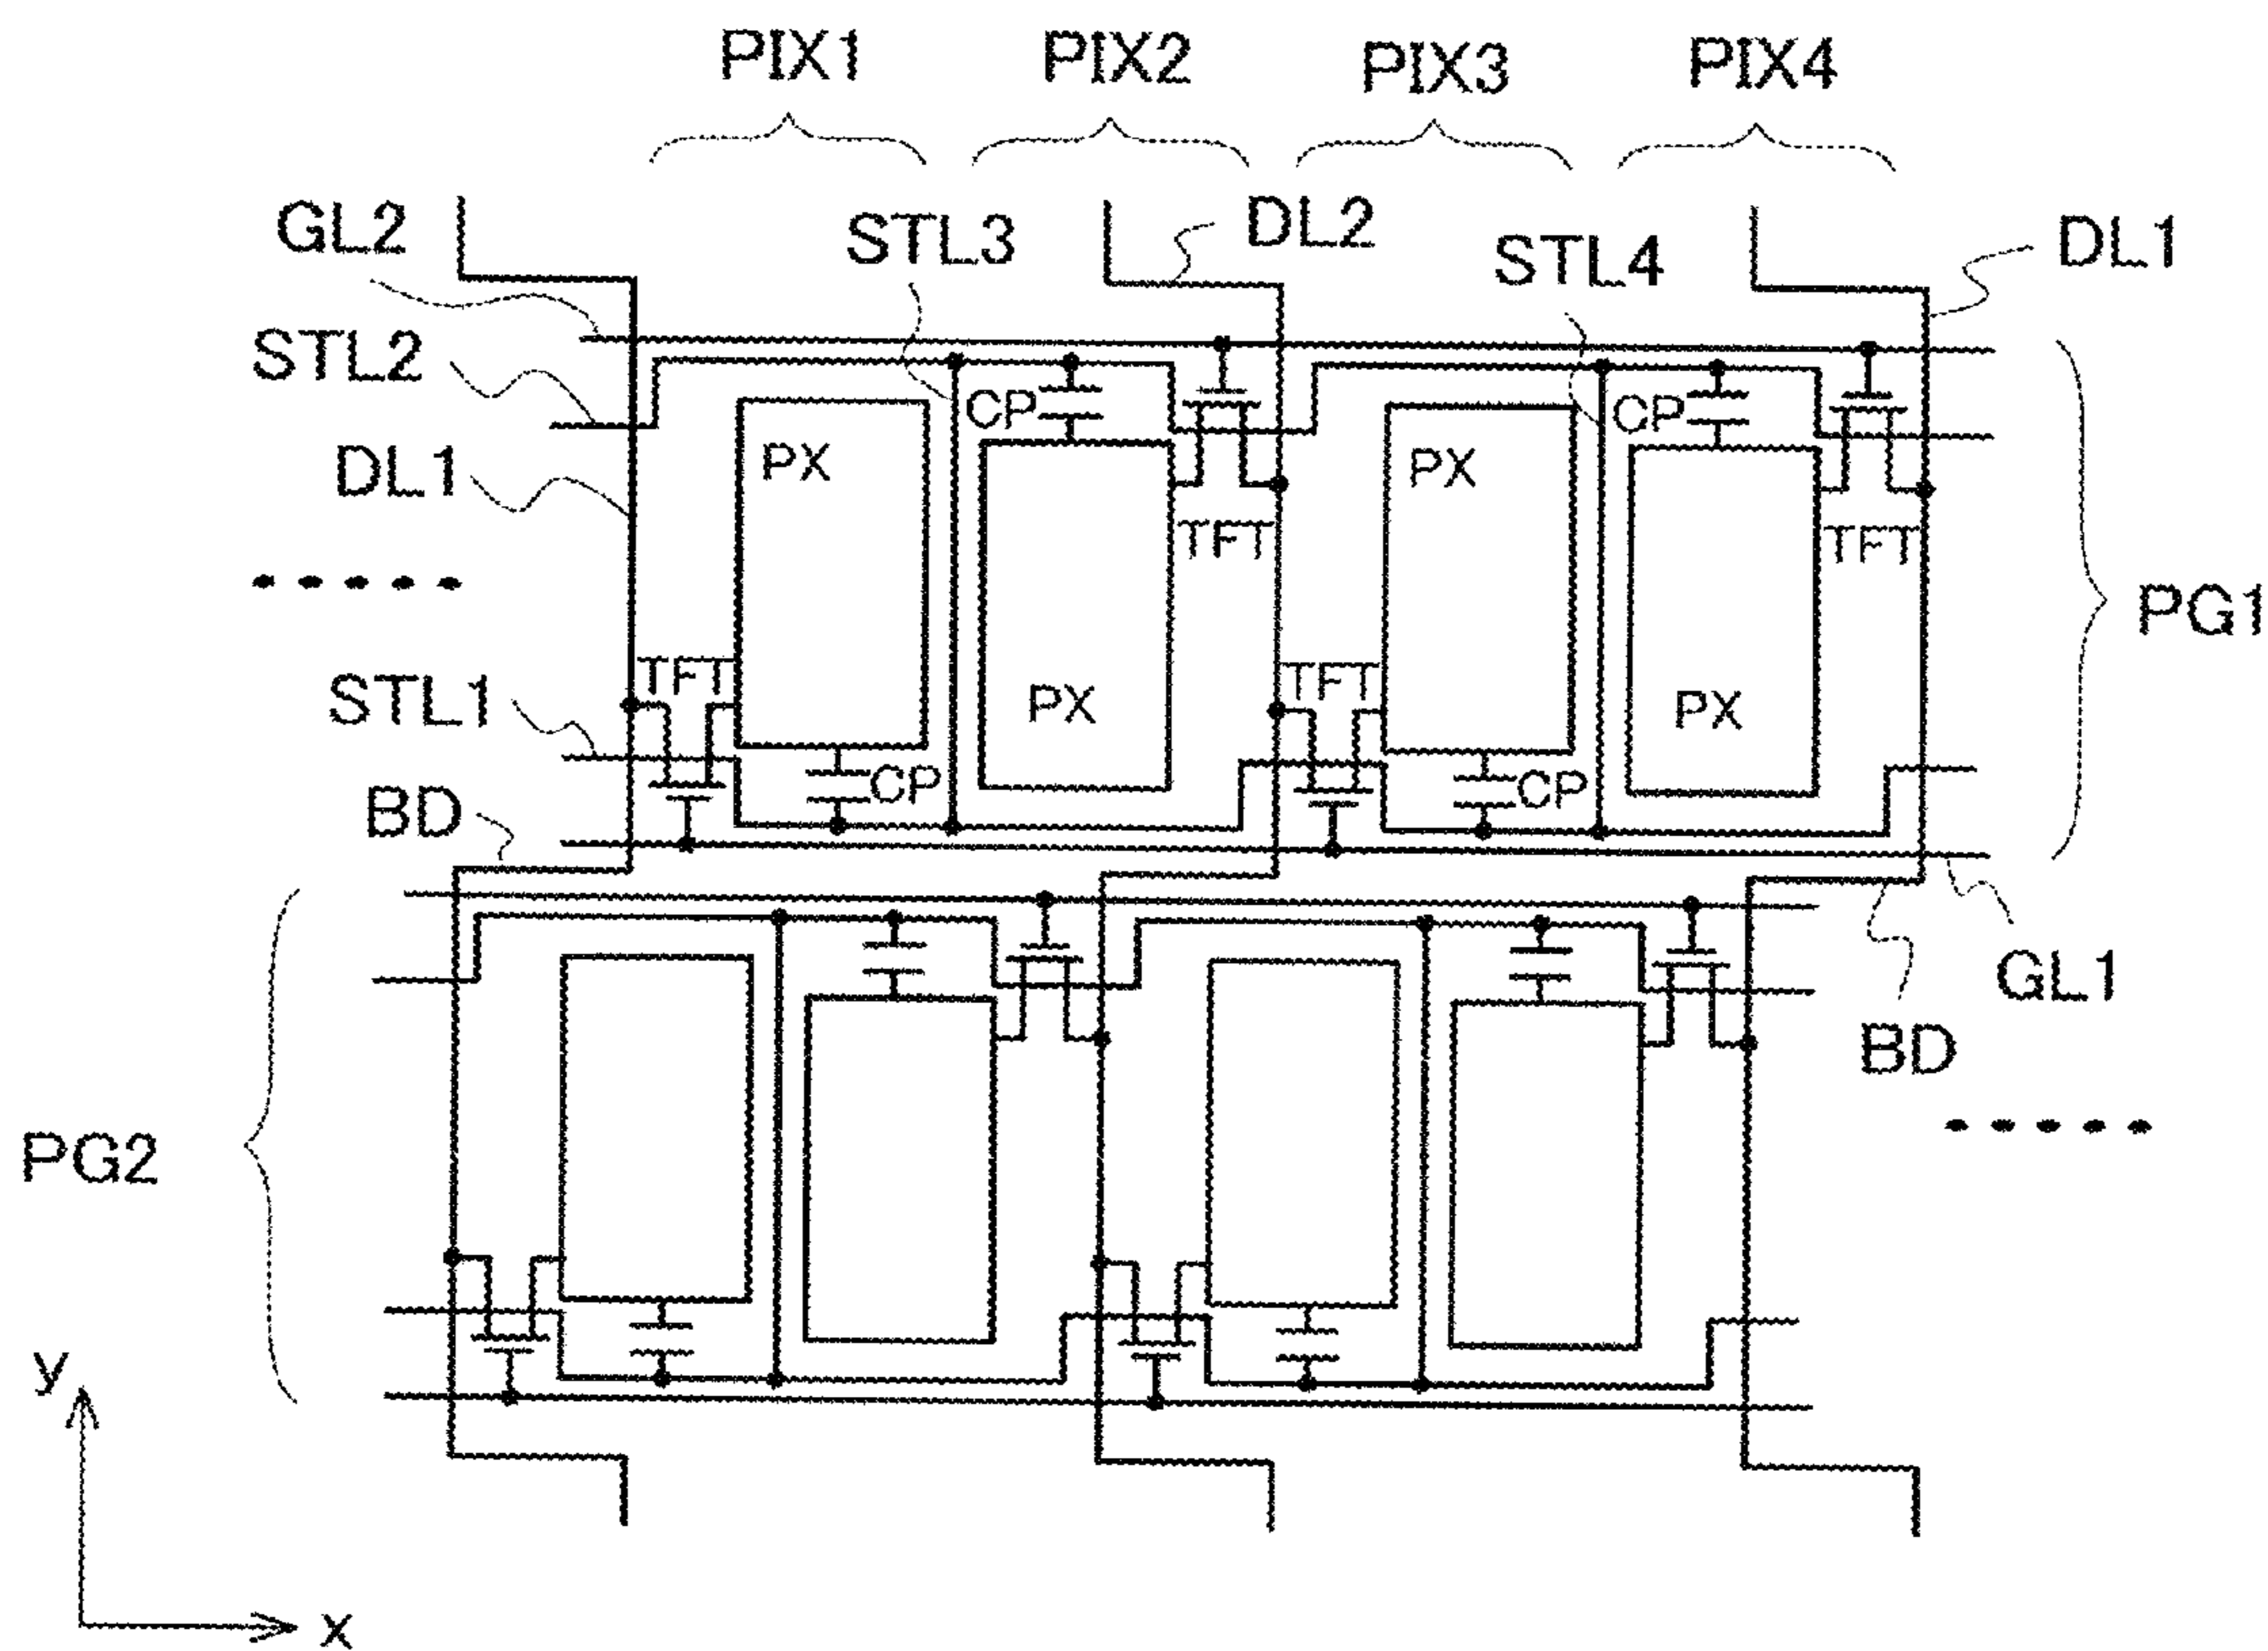 PIX1 PIX2 PIX3 PIX4
GL2
STL3
DL2
STL4
DL1
STL2
CP
CP
DL1
PX
PX
TFT
TFT
PG1
STL1
TFT
PX
TFT
PX
BD
CP
CP
GL1
BD
PG2
y
x